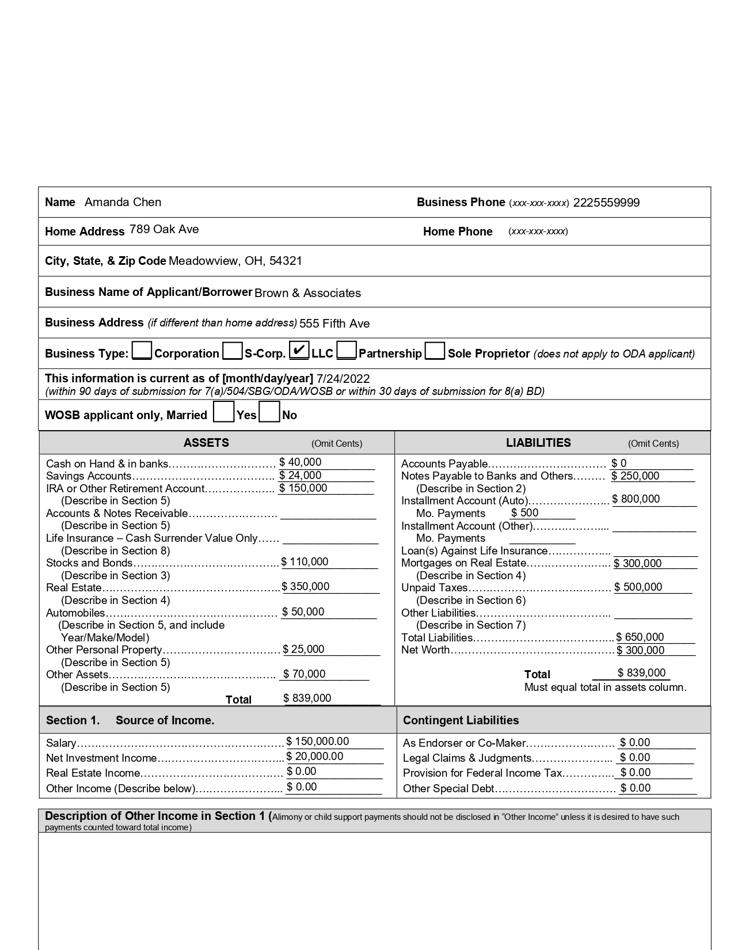 Name Amanda Chen Business Phone (xxx-xxx-xxxx) 2225559999
Home Address 789 Oak Ave Home Phone (xxx-xxx-xxxx)
City, State, & Zip Code Meadowview, OH, 54321
Business Name of Applicant/Borrower Brown & Associates
Business Address (if different than home address) 555 Fifth Ave
Business Type: Corporation S-Corp. ✔ LLC Partnership Sole Proprietor (does not apply to ODA applicant)
This information is current as of [month/day/year] 7/24/2022
(within 90 days of submission for 7(a)/504/SBG/ODA/WOSB or within 30 days of submission for 8(a) BD)
WOSB applicant only, Married Yes No
ASSETS (Omit Cents)
Cash on Hand & in banks………………………. $ 40,000
Savings Accounts………………………………. $ 24,000
IRA or Other Retirement Account………………. $ 150,000
(Describe in Section 5)
Accounts & Notes Receivable…………………. ________________
(Describe in Section 5)
Life Insurance – Cash Surrender Value Only…… ________________
(Describe in Section 8)
Stocks and Bonds……………………………….$ 110,000
(Describe in Section 3)
Real Estate……………………………………...$ 350,000
(Describe in Section 4)
Automobiles……………………………………. $ 50,000
(Describe in Section 5, and include
Year/Make/Model)
Other Personal Property……………………….$ 25,000
(Describe in Section 5)
Other Assets……………………………………. $ 70,000
(Describe in Section 5)
Total $ 839,000
LIABILITIES (Omit Cents)
Accounts Payable…………………………. $ 0
Notes Payable to Banks and Others……… $ 250,000
(Describe in Section 2)
Installment Account (Auto)………………….$ 800,000
Mo. Payments $ 500
Installment Account (Other)……………….... ______________
Mo. Payments ___________
Loan(s) Against Life Insurance…………….. ______________
Mortgages on Real Estate………………….$ 300,000
(Describe in Section 4)
Unpaid Taxes………………………………. $ 500,000
(Describe in Section 6)
Other Liabilities…………………………….. ______________
(Describe in Section 7)
Total Liabilities……………………………….$ 650,000
Net Worth…………………………………….$ 300,000
Total $ 839,000
Must equal total in assets column.
Section 1. Source of Income.
Salary……………………………………………$ 150,000.00
Net Investment Income…………………………$ 20,000.00
Real Estate Income……………………………. $ 0.00
Other Income (Describe below)……………….. $ 0.00
Contingent Liabilities
As Endorser or Co-Maker……………………. $ 0.00
Legal Claims & Judgments………………….. $ 0.00
Provision for Federal Income Tax……………$ 0.00
Other Special Debt……………………………. $ 0.00
Description of Other Income in Section 1 (Alimony or child support payments should not be disclosed in “Other Income” unless it is desired to have such
payments counted toward total income)